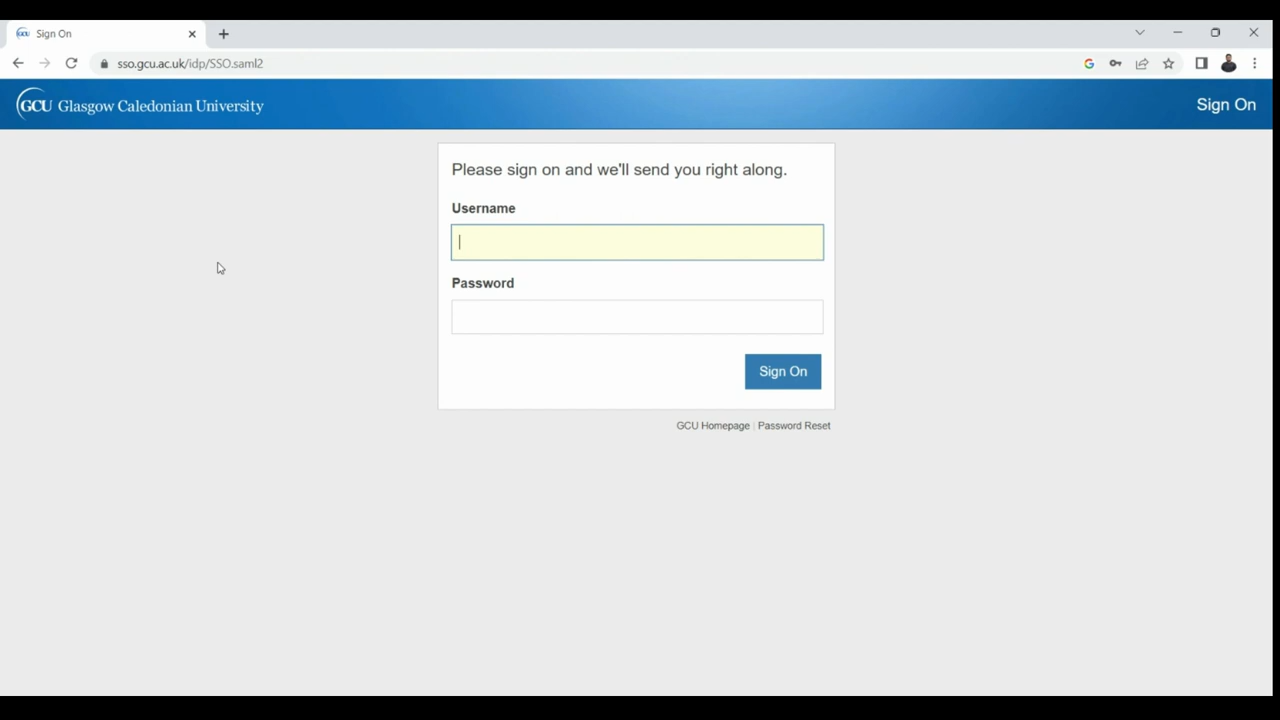 Sign On
sso.gcu.ac.uk/idp/SSO.saml2
GCU Glasgow Caledonian University
Sign On
Please sign on and we'll send you right along.
Username
Password
Sign On
GCU Homepage | Password Reset